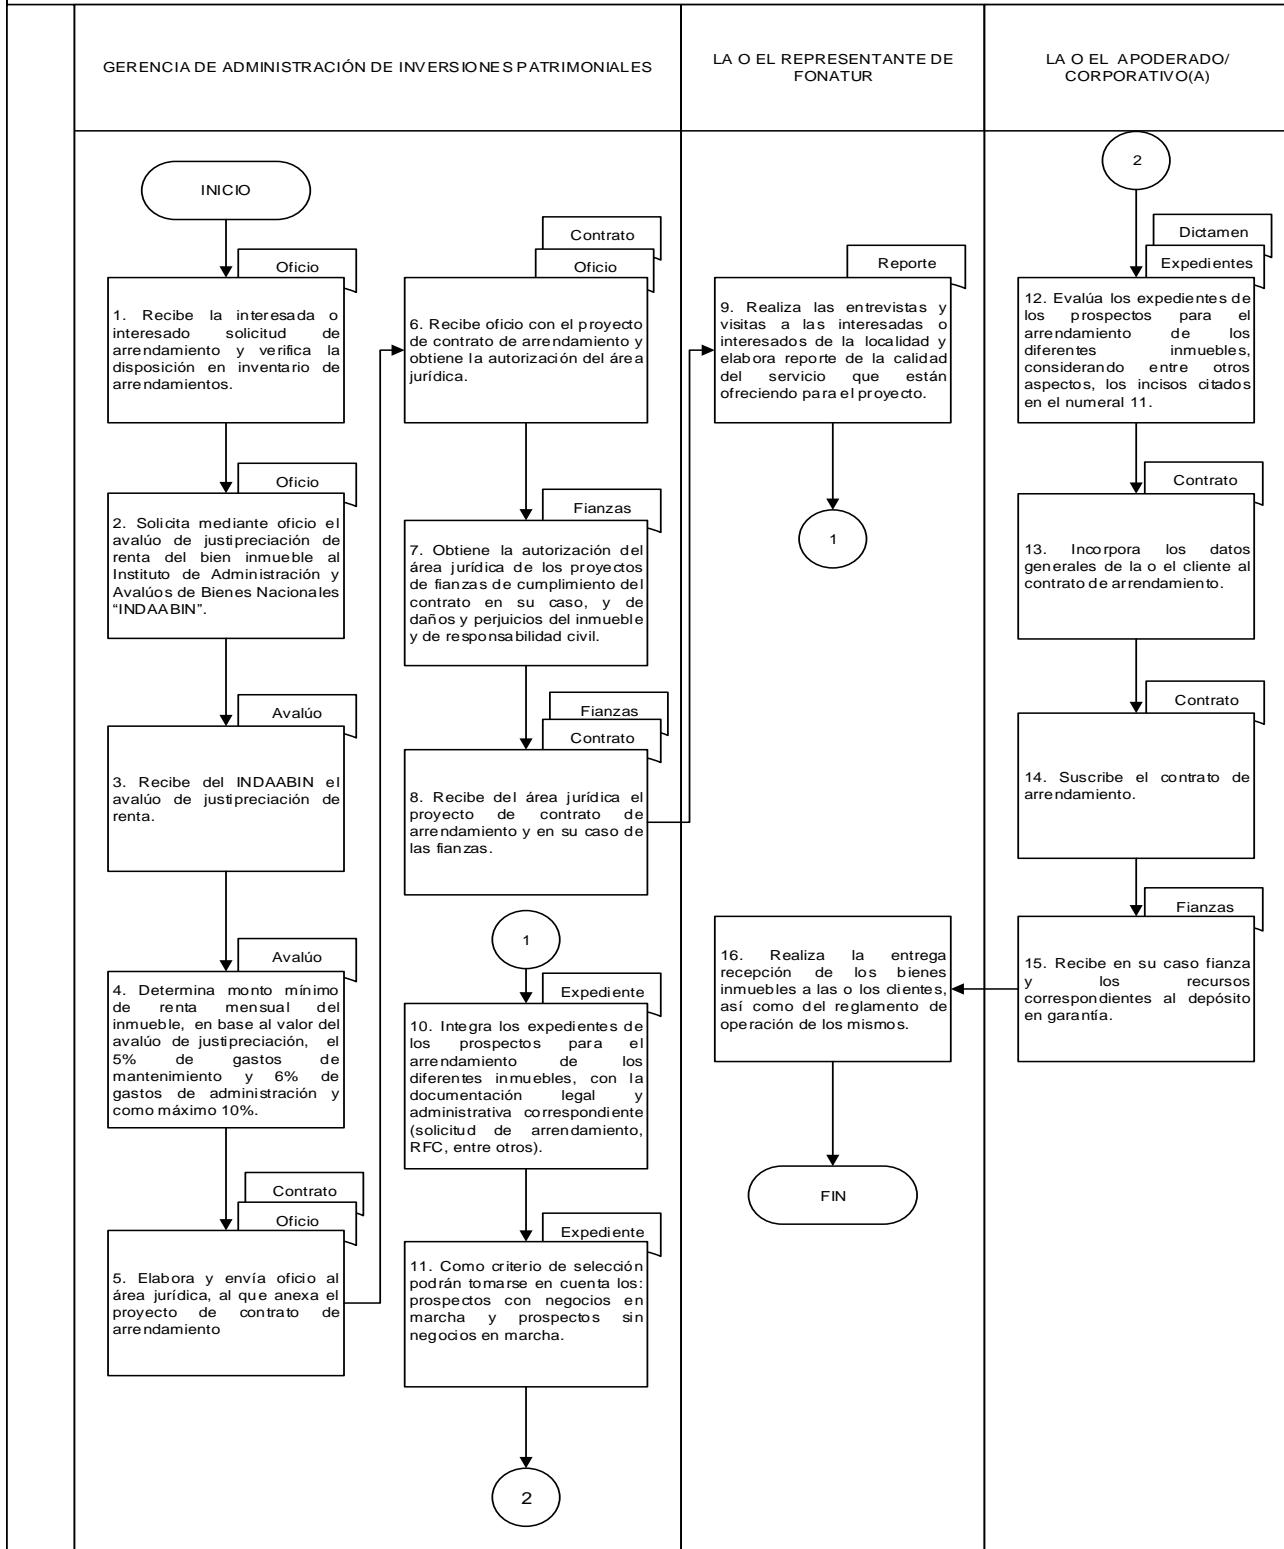 GERENCIA DE ADMINISTRACIÓN DE INVERSIONES PATRIMONIALES
LA O EL REPRESENTANTE DE
FONATUR
LA O EL APODERADO/
CORPORATIVO(A)
INICIO
Oficio
1. Recibe la interesada o
interesado solicitud de
arrendamiento y verifica la
disposición en inventario de
arrendamientos.
Oficio
2. Solicita mediante oficio el
avalúo de justipreciación de
renta del bien inmueble al
Instituto de Administración y
Avalúos de Bienes Nacionales
“INDAABIN”.
Avalúo
3. Recibe del INDAABIN el
avalúo de justipreciación de
renta.
Avalúo
4. Determina monto mínimo
de renta mensual del
inmueble, en base al valor del
avalúo de justipreciación, el
5% de gastos de
mantenimiento y 6% de
gastos de administración y
como máximo 10%.
Contrato
Oficio
5. Elabora y envía oficio al
área jurídica, al que anexa el
proyecto de contrato de
arrendamiento
Contrato
Oficio
6. Recibe oficio con el proyecto
de contrato de arrendamiento y
obtiene la autorización del área
jurídica.
Fianzas
7. Obtiene la autorización del
área jurídica de los proyectos
de fianzas de cumplimiento del
contrato en su caso, y de
daños y perjuicios del inmueble
y de responsabilidad civil.
Fianzas
Contrato
8. Recibe del área jurídica el
proyecto de contrato de
arrendamiento y en su caso de
las fianzas.
1
Expediente
10. Integra los expedientes de
los prospectos para el
arrendamiento de los
diferentes inmuebles, con la
documentación legal y
administrativa correspondiente
(solicitud de arrendamiento,
RFC, entre otros).
Expediente
11. Como criterio de selección
podrán tomarse en cuenta los:
prospectos con negocios en
marcha y prospectos sin
negocios en marcha.
2
Reporte
9. Realiza las entrevistas y
visitas a las interesadas o
interesados de la localidad y
elabora reporte de la calidad
del servicio que están
ofreciendo para el proyecto.
1
16. Realiza la entrega
recepción de los bienes
inmuebles a las o los clientes,
así como del reglamento de
operación de los mismos.
FIN
2
Dictamen
Expedientes
12. Evalúa los expedientes de
los prospectos para el
arrendamiento de los
diferentes inmuebles,
considerando entre otros
aspectos, los incisos citados
en el numeral 11.
Contrato
13. Incorpora los datos
generales de la o el cliente al
contrato de arrendamiento.
Contrato
14. Suscribe el contrato de
arrendamiento.
Fianzas
15. Recibe en su caso fianza
y los recursos
correspondientes al depósito
en garantía.